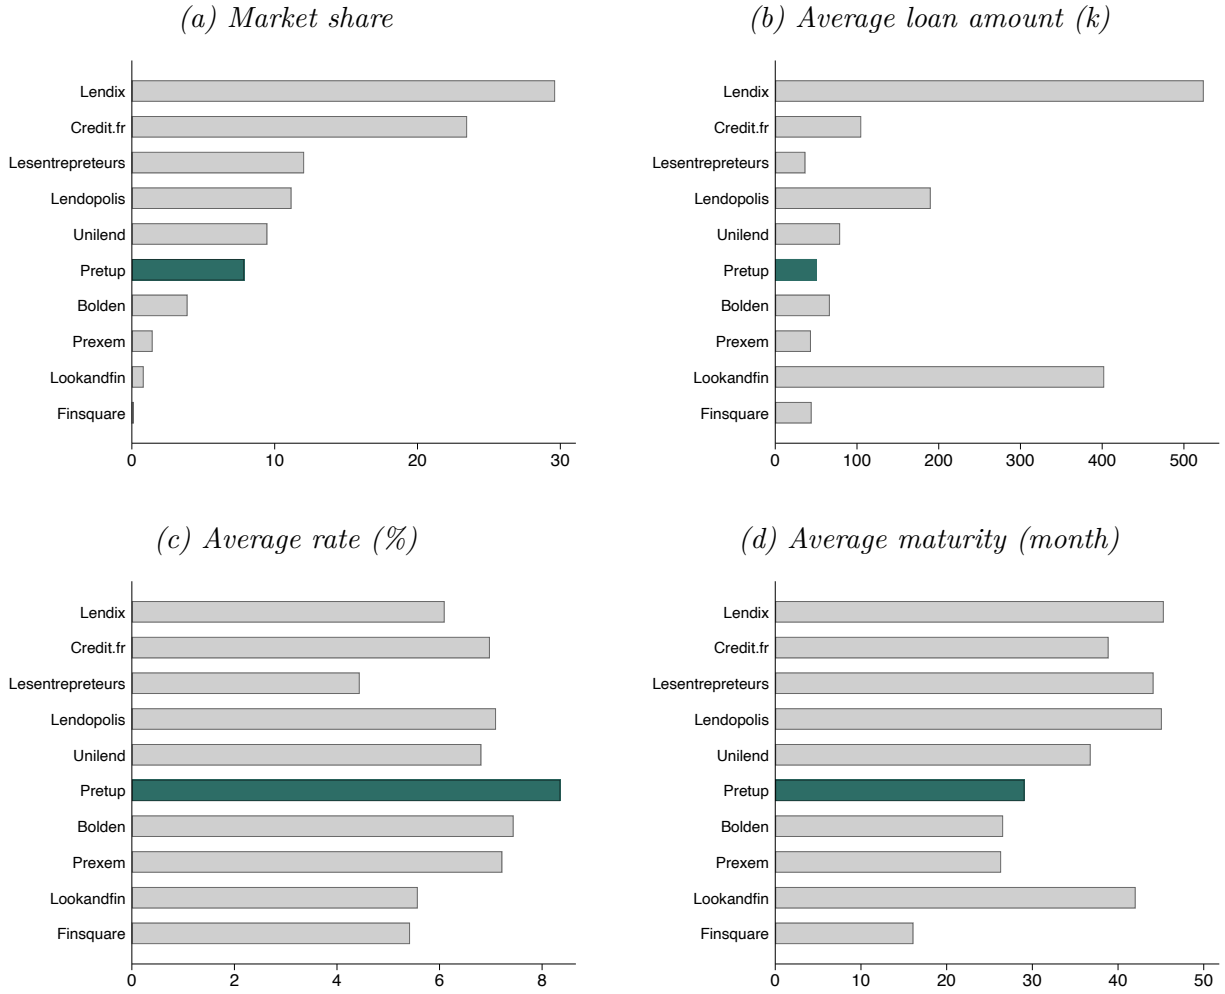 (a) Market share
Lendix
Credit.fr
Lesentrepreteurs
Lendopolis
Unilend
Pretup
Bolden
Prexem
Lookandfin
Finsquare
0 10 20 30
(b) Average loan amount (k)
Lendix
Credit.fr
Lesentrepreteurs
Lendopolis
Unilend
Pretup
Bolden
Prexem
Lookandfin
Finsquare
0 100 200 300 400 500
(c) Average rate (%)
Lendix
Credit.fr
Lesentrepreteurs
Lendopolis
Unilend
Pretup
Bolden
Prexem
Lookandfin
Finsquare
0 2 4 6 8
(d) Average maturity (month)
Lendix
Credit.fr
Lesentrepreteurs
Lendopolis
Unilend
Pretup
Bolden
Prexem
Lookandfin
Finsquare
0 10 20 30 40 50